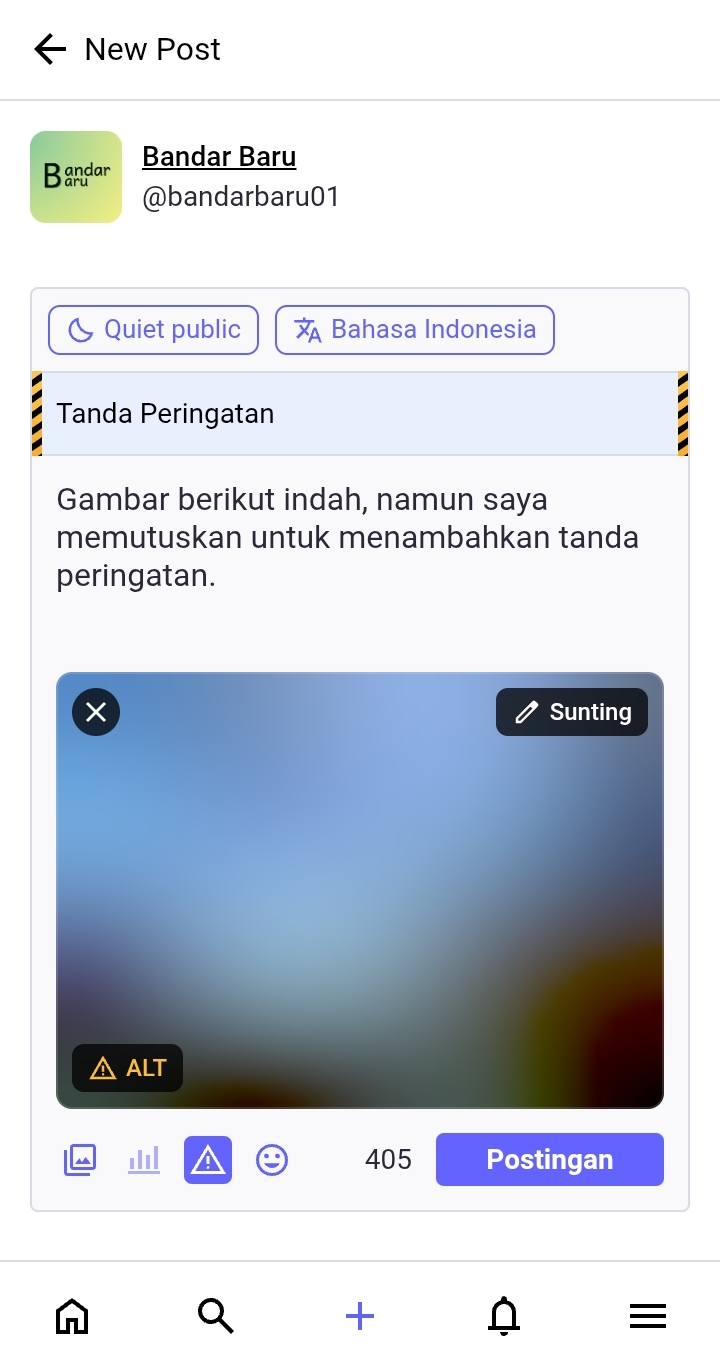 New Post
Bandar Baru
Bandar Baru
@bandarbaru01
Quiet public
Bahasa Indonesia
Tanda Peringatan
Gambar berikut indah, namun saya
memutuskan untuk menambahkan tanda
peringatan.
Sunting
ALT
405
Postingan